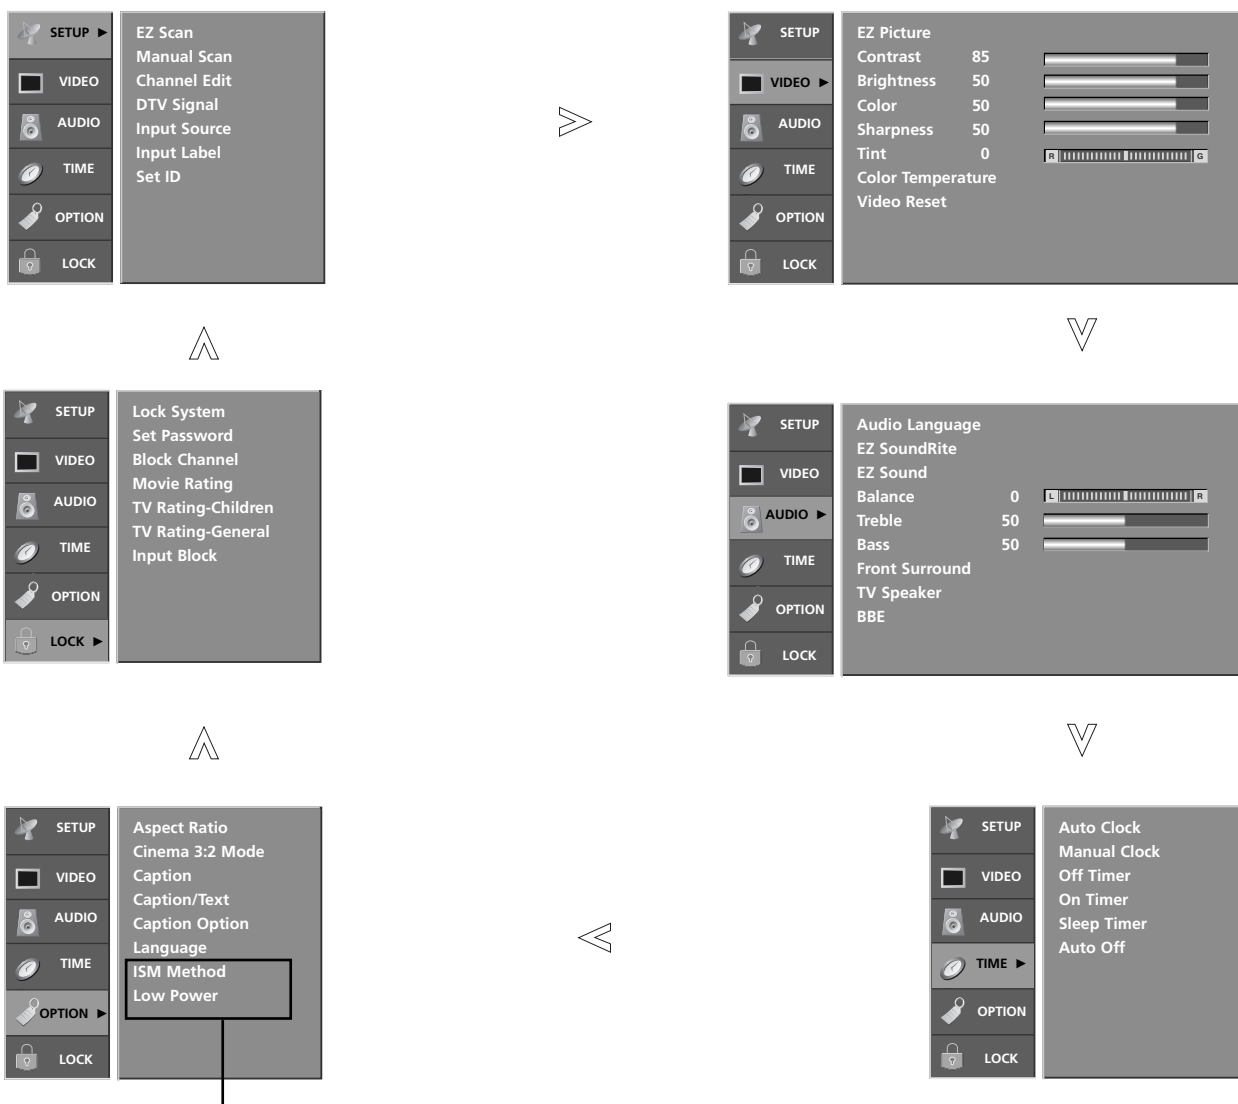 SETUP ►
VIDEO
AUDIO
TIME
OPTION
LOCK
EZ Scan
Manual Scan
Channel Edit
DTV Signal
Input Source
Input Label
Set ID
SETUP
VIDEO ►
AUDIO
TIME
OPTION
LOCK
EZ Picture
Contrast 85
Brightness 50
Color 50
Sharpness 50
Tint 0 R G
Color Temperature
Video Reset
SETUP
VIDEO
AUDIO
TIME
OPTION
LOCK ►
Lock System
Set Password
Block Channel
Movie Rating
TV Rating-Children
TV Rating-General
Input Block
SETUP
VIDEO
AUDIO ►
TIME
OPTION
LOCK
Audio Language
EZ SoundRite
EZ Sound
Balance 0 L R
Treble 50
Bass 50
Front Surround
TV Speaker
BBE
SETUP
VIDEO
AUDIO
TIME
OPTION ►
LOCK
Aspect Ratio
Cinema 3:2 Mode
Caption
Caption/Text
Caption Option
Language
ISM Method
Low Power
SETUP
VIDEO
AUDIO
TIME ►
OPTION
LOCK
Auto Clock
Manual Clock
Off Timer
On Timer
Sleep Timer
Auto Off